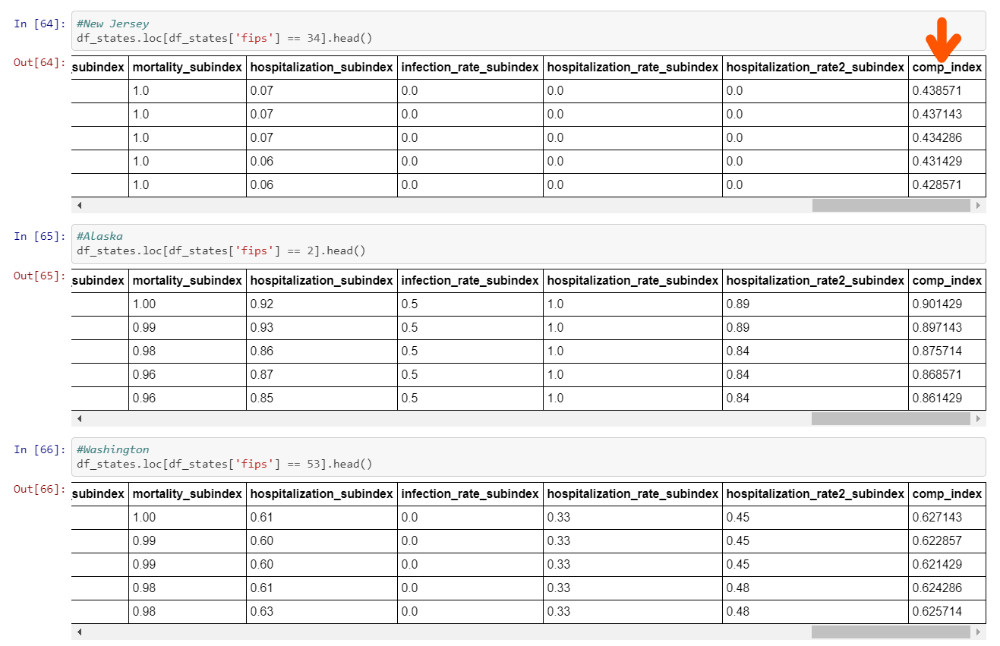 In [64]: #New Jersey
df_states.loc[df_states['fips'] == 34].head()
Out[64]: _subindex mortality_subindex hospitalization_subindex infection_rate_subindex hospitalization_rate_subindex hospitalization_rate2_subindex comp_index
1.0 0.07 0.0 0.0 0.0 0.438571
1.0 0.07 0.0 0.0 0.0 0.437143
1.0 0.07 0.0 0.0 0.0 0.434286
1.0 0.06 0.0 0.0 0.0 0.431429
1.0 0.06 0.0 0.0 0.0 0.428571
In [65]: #Alaska
df_states.loc[df_states['fips'] == 2].head()
Out[65]: _subindex mortality_subindex hospitalization_subindex infection_rate_subindex hospitalization_rate_subindex hospitalization_rate2_subindex comp_index
1.00 0.92 0.5 1.0 0.89 0.901429
0.99 0.93 0.5 1.0 0.89 0.897143
0.98 0.86 0.5 1.0 0.84 0.875714
0.96 0.87 0.5 1.0 0.84 0.868571
0.96 0.85 0.5 1.0 0.84 0.861429
In [66]: #Washington
df_states.loc[df_states['fips'] == 53].head()
Out[66]: _subindex mortality_subindex hospitalization_subindex infection_rate_subindex hospitalization_rate_subindex hospitalization_rate2_subindex comp_index
1.00 0.61 0.0 0.33 0.45 0.627143
0.99 0.60 0.0 0.33 0.45 0.622857
0.99 0.60 0.0 0.33 0.45 0.621429
0.98 0.61 0.0 0.33 0.48 0.624286
0.98 0.63 0.0 0.33 0.48 0.625714